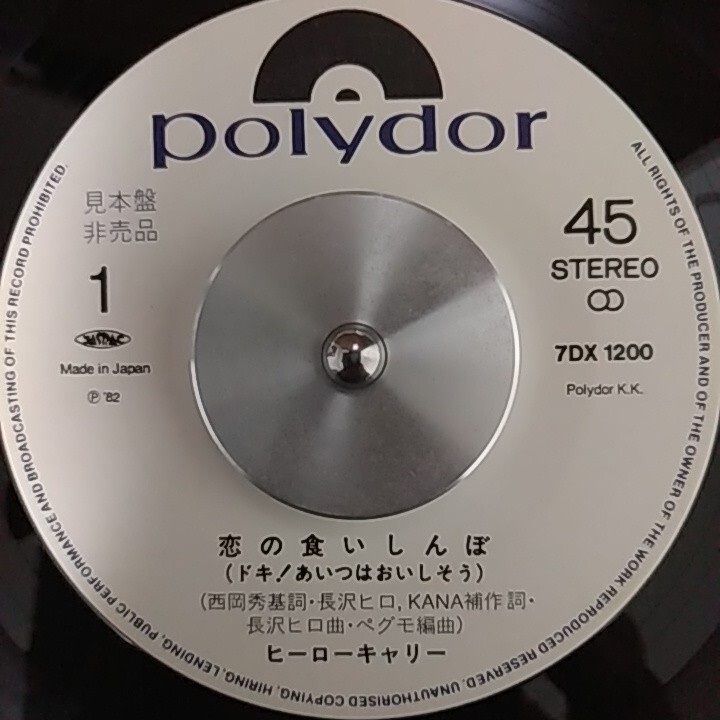 polydor
見本盤
非売品
1
JASRAC
Made in Japan
Ⓟ '82
45
STEREO
7DX 1200
Polydor K.K.
恋の食いしんぼ
(ドキ!あいつはおいしそう)
(西岡秀基詞・長沢ヒロ, KANA補作詞・
長沢ヒロ曲・ペグモ編曲)
ヒーローキャリー
ALL RIGHTS OF THE PRODUCER AND OF THE OWNER OF THE WORK REPRODUCED RESERVED. UNAUTHORISED COPYING, HIRING, LENDING, PUBLIC PERFORMANCE AND BROADCASTING OF THIS RECORD PROHIBITED.